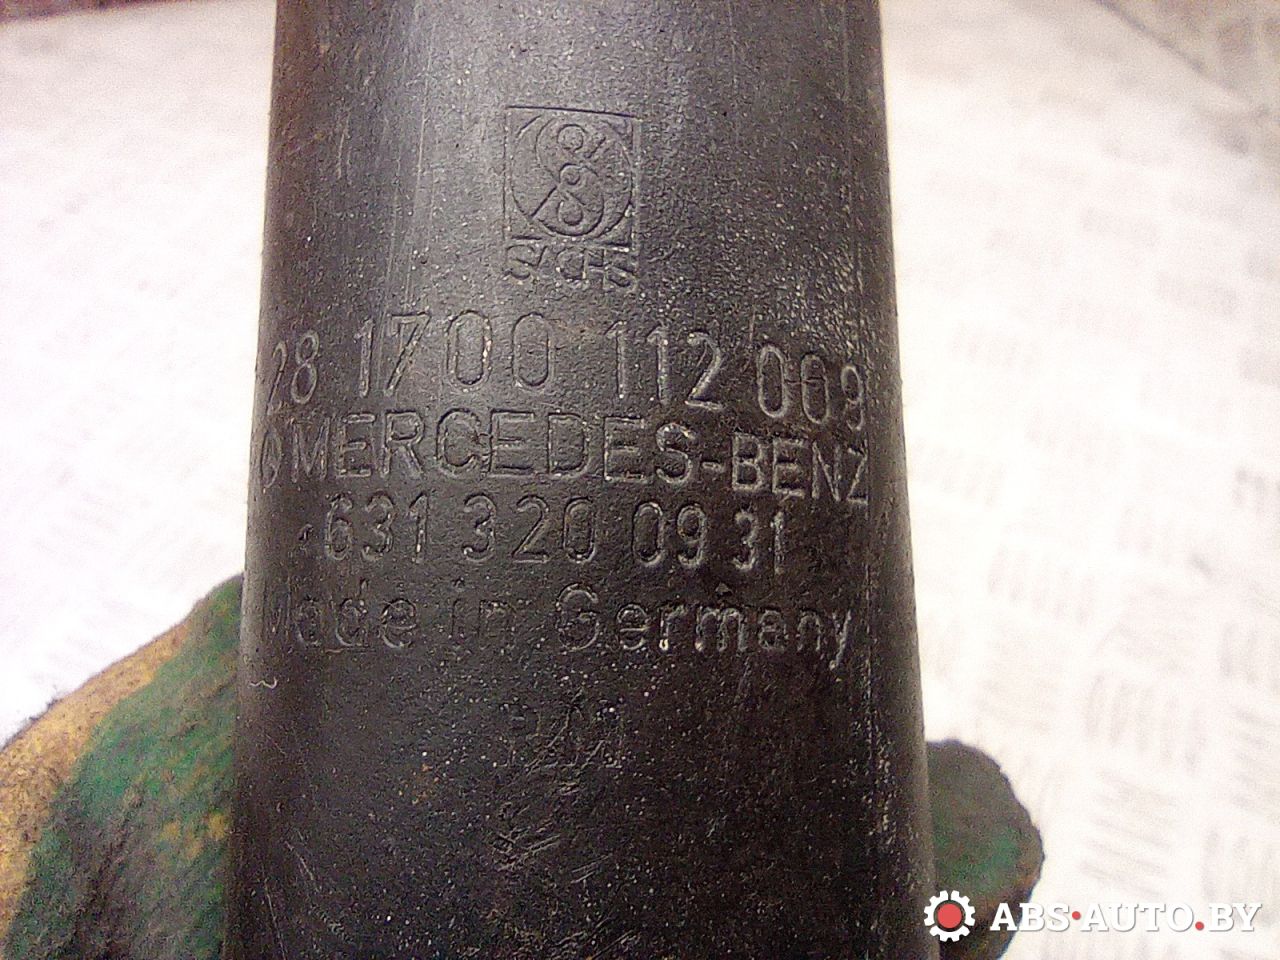 SACHS
28 1700 112 009
MERCEDES-BENZ
631 320 09 31
Made in Germany
ABS·AUTO.BY